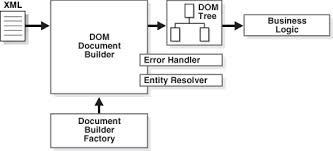 XML
DOM
Document
Builder
DOM
Tree
Business
Logic
Error Handler
Entity Resolver
Document
Builder
Factory